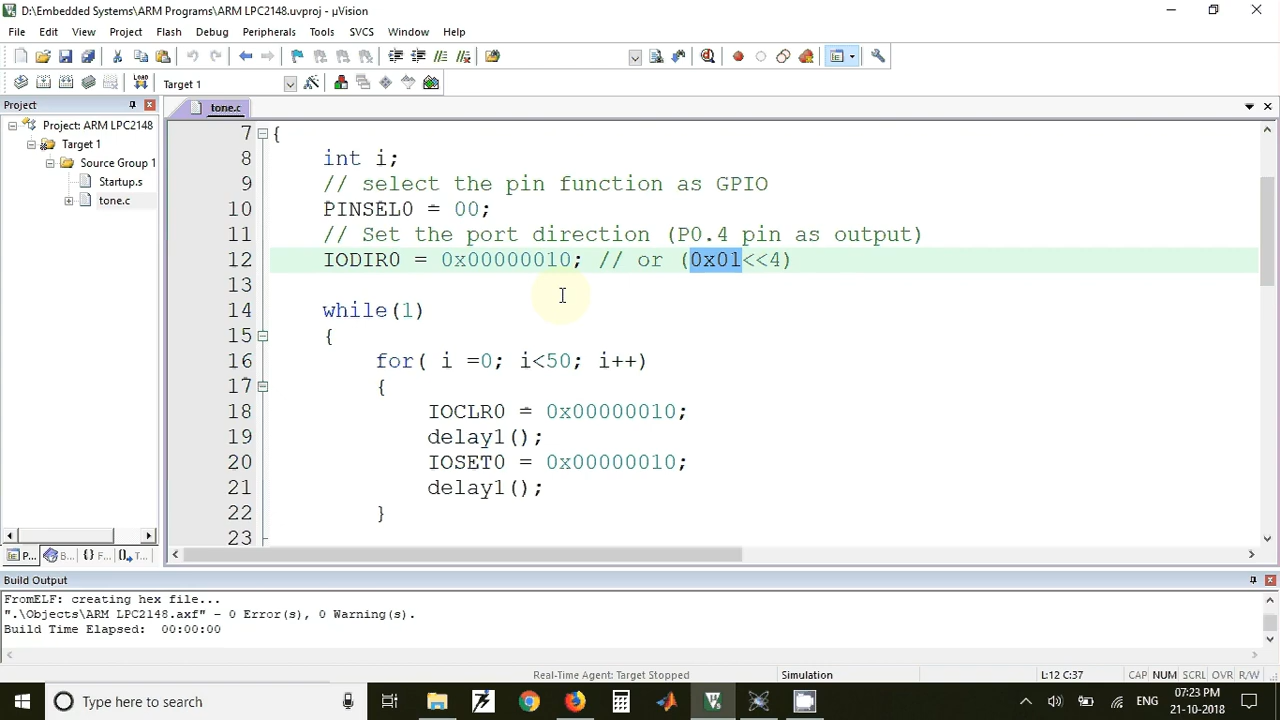 D:\Embedded Systems\ARM Programs\ARM LPC2148.uvproj - µVision
File Edit View Project Flash Debug Peripherals Tools SVCS Window Help
LOAD Target 1
Project
tone.c
Project: ARM LPC2148
Target 1
Source Group 1
Startup.s
tone.c
7 {
8 int i;
9 // select the pin function as GPIO
10 PINSEL0 = 00;
11 // Set the port direction (P0.4 pin as output)
12 IODIR0 = 0x00000010; // or (0x01<<4)
13
14 while(1)
15 {
16 for( i =0; i<50; i++)
17 {
18 IOCLR0 = 0x00000010;
19 delay1();
20 IOSET0 = 0x00000010;
21 delay1();
22 }
23
P... B... {} F... T...
Build Output
FromELF: creating hex file...
".\Objects\ARM LPC2148.axf" - 0 Error(s), 0 Warning(s).
Build Time Elapsed: 00:00:00
Real-Time Agent: Target Stopped Simulation L:12 C:37 CAP NUM SCRL OVR R/W
Type here to search
ENG
07:23 PM
21-10-2018